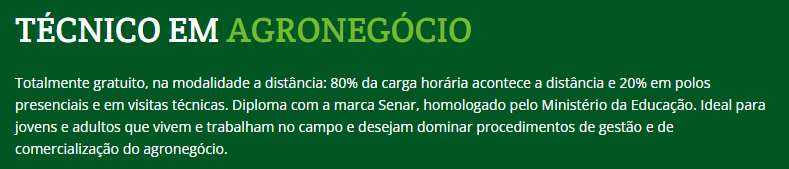 TÉCNICO EM AGRONEGÓCIO
Totalmente gratuito, na modalidade a distância: 80% da carga horária acontece a distância e 20% em polos
presenciais e em visitas técnicas. Diploma com a marca Senar, homologado pelo Ministério da Educação. Ideal para
jovens e adultos que vivem e trabalham no campo e desejam dominar procedimentos de gestão e de
comercialização do agronegócio.